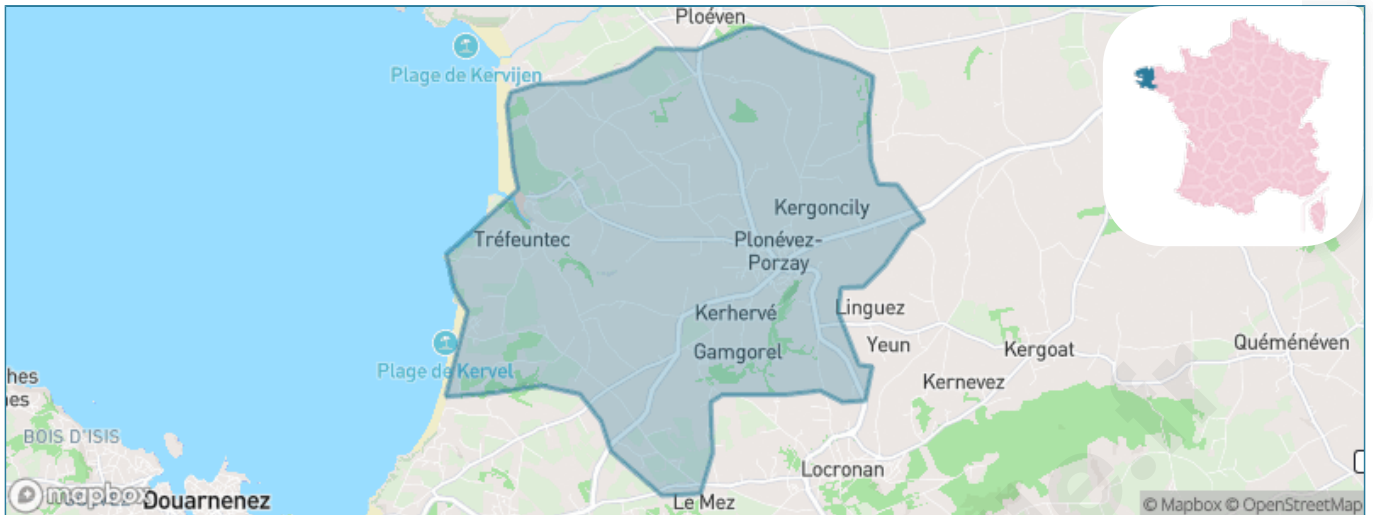 Ploéven
Plage de Kervijen
Kergoncily
Tréfeuntec
Plonévez-
Porzay
Kerhervé
Linguez
Gamgorel
Yeun
Kergoat
Quéménéven
Plage de Kervel
hes
nes
Kernevez
BOIS D'ISIS
Locronan
mapbox
Douarnenez
Le Mez
© Mapbox © OpenStreetMap